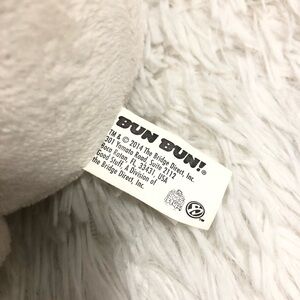 BUN BUN!®
TM & © 2014 The Bridge Direct, Inc.
301 Yamato Road, Suite 2112
Boca Raton, FL, 33431, USA
Good Stuff, A Division of
the Bridge Direct, Inc.